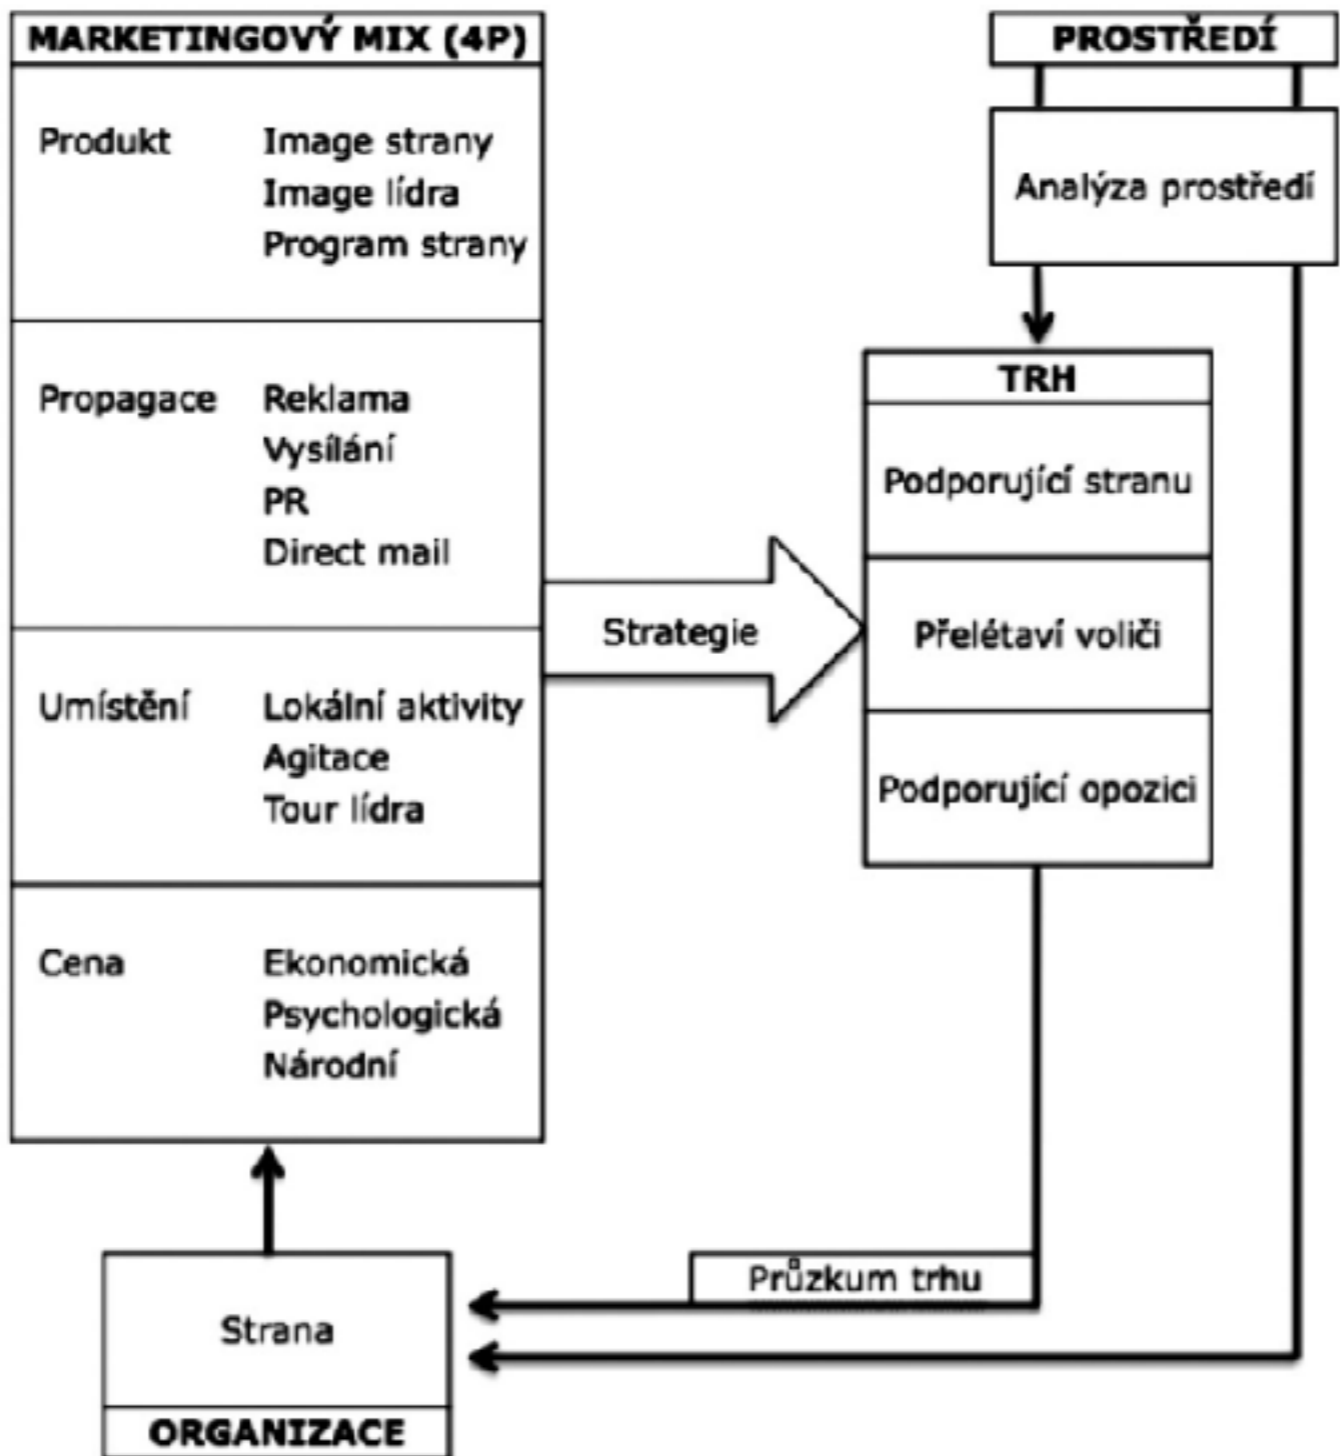 MARKETINGOVÝ MIX (4P)
Produkt Image strany
Image lídra
Program strany
Propagace Reklama
Vysílání
PR
Direct mail
Umístění Lokální aktivity
Agitace
Tour lídra
Cena Ekonomická
Psychologická
Národní
Strategie
PROSTŘEDÍ
Analýza prostředí
TRH
Podporující stranu
Přelétaví voliči
Podporující opozici
Průzkum trhu
Strana
ORGANIZACE